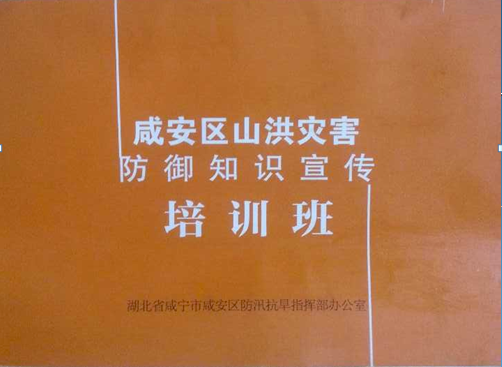 咸安区山洪灾害
防御知识宣传
培训班
湖北省咸宁市咸安区防汛抗旱指挥部办公室